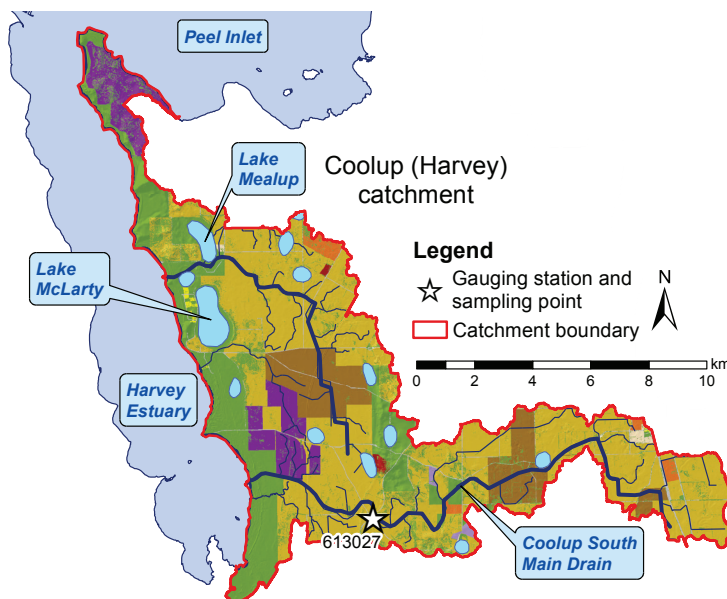 Peel Inlet
Lake
Mealup
Coolup (Harvey)
catchment
Legend
Gauging station and
sampling point
Catchment boundary
N
0 2 4 6 8 10
km
Lake
McLarty
Harvey
Estuary
613027
Coolup South
Main Drain